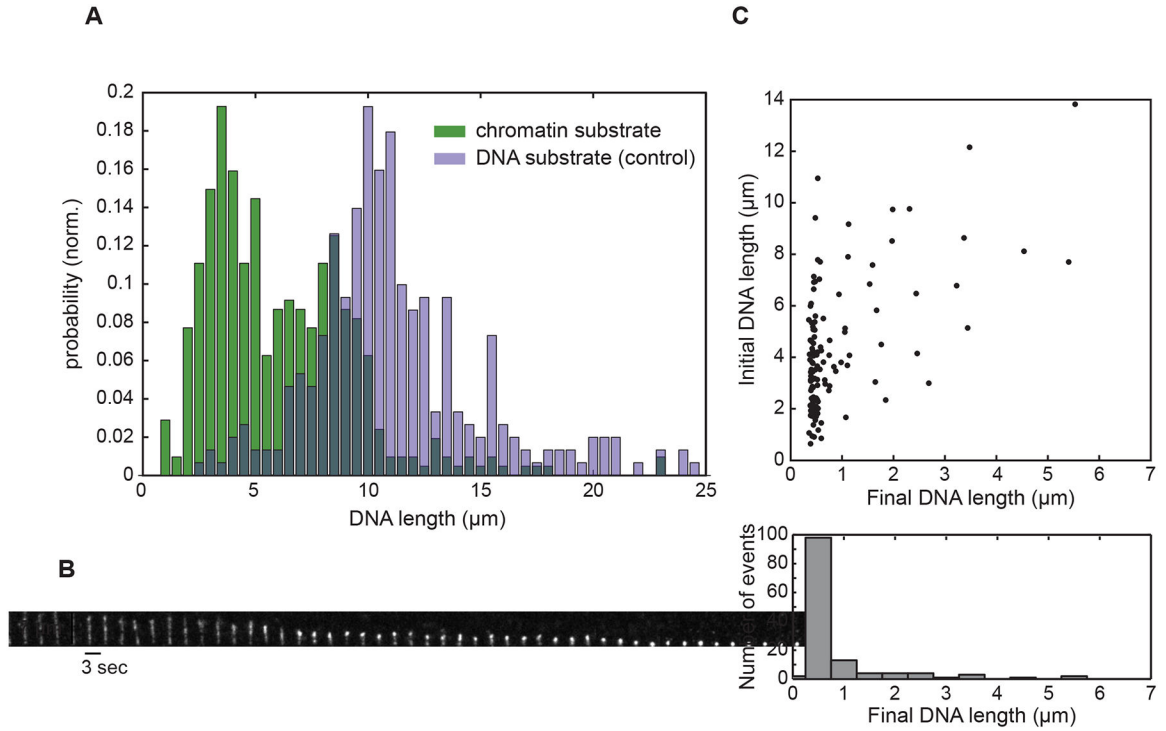 A
0.2
0.18
0.16
0.14
0.12
0.1
0.08
0.06
0.04
0.02
0
probability (norm.)
chromatin substrate
DNA substrate (control)
0 5 10 15 20 25
DNA length (µm)
B
3 sec
C
14
12
10
8
6
4
2
0
Initial DNA length (µm)
0 1 2 3 4 5 6 7
Final DNA length (µm)
100
80
60
40
20
0
Number of events
1 2 3 4 5 6 7
Final DNA length (µm)